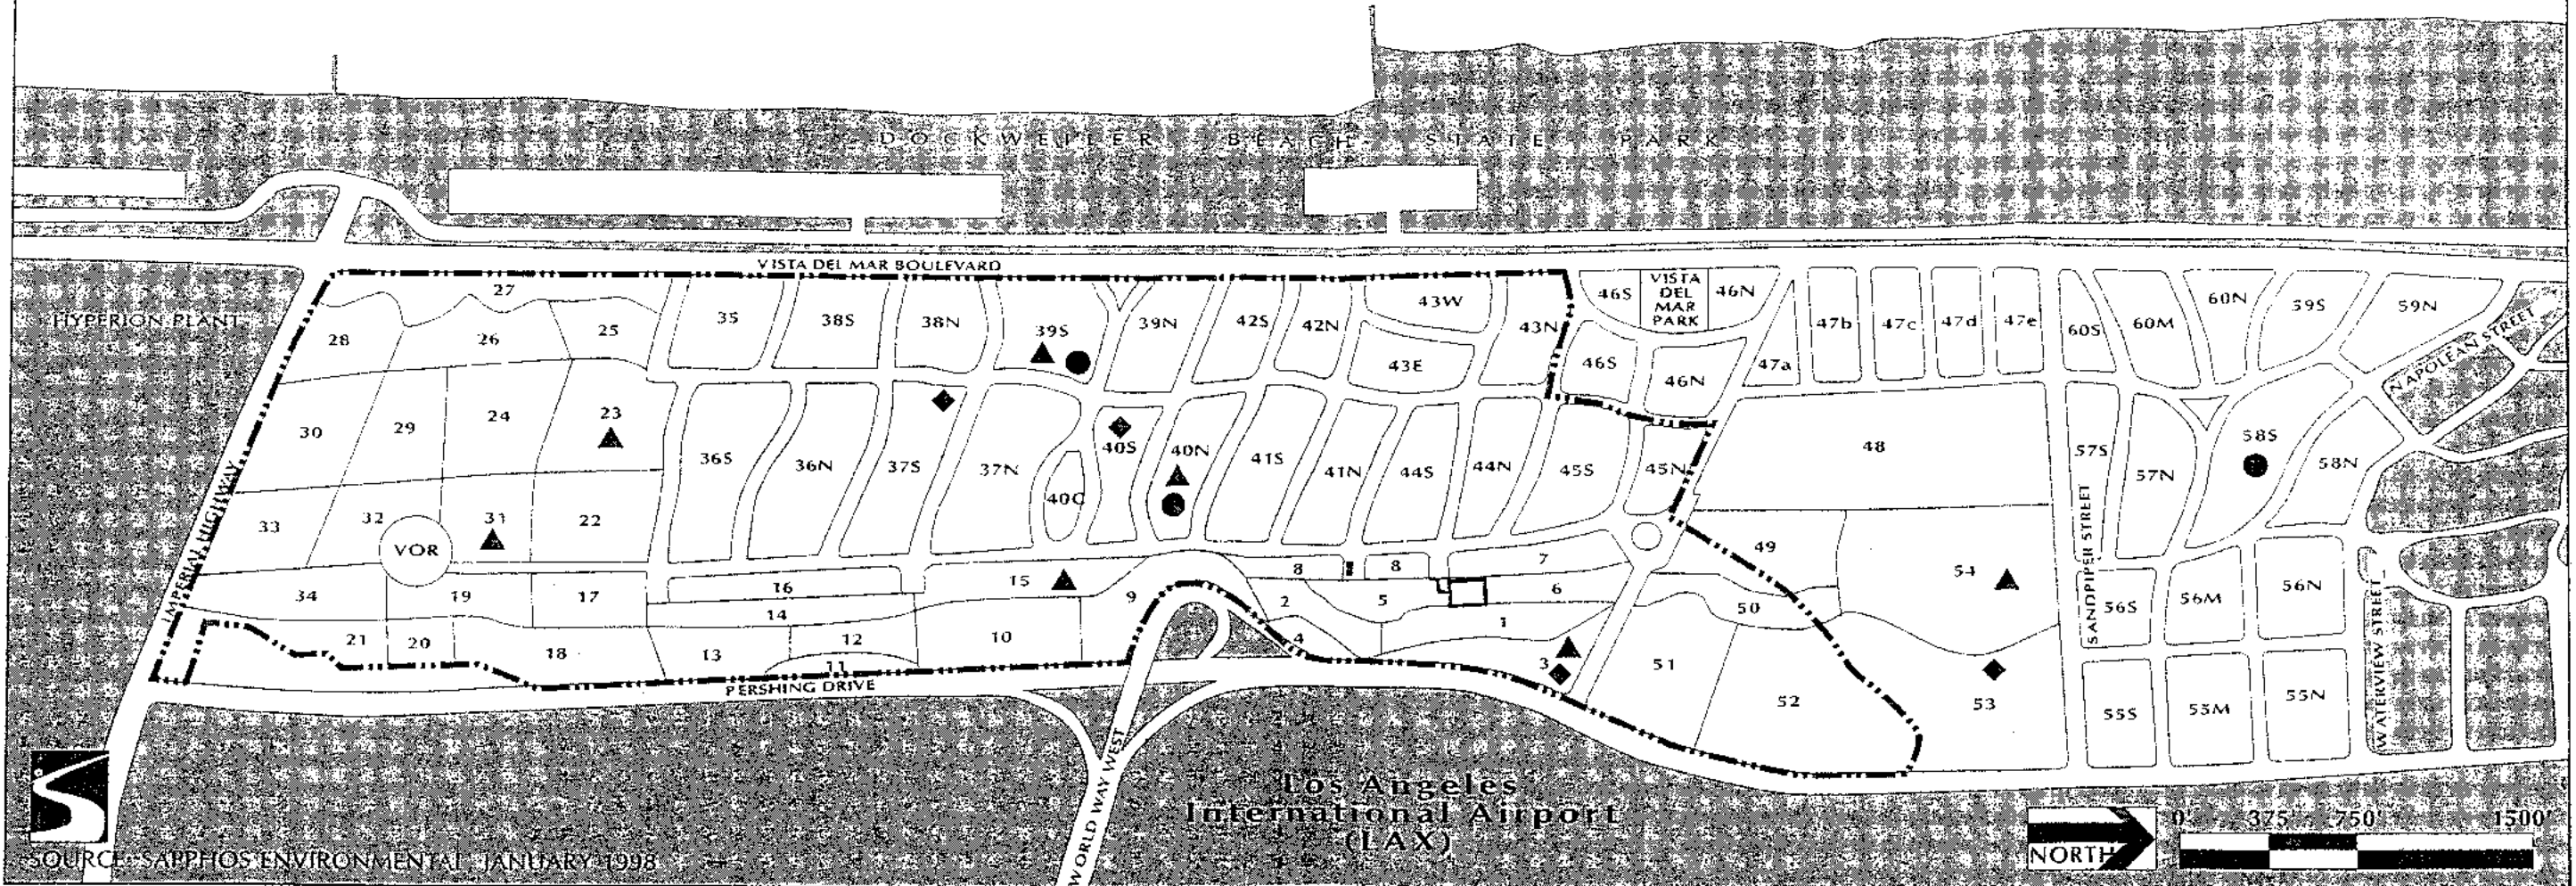 DOCKWEILER BEACH STATE PARK
VISTA DEL MAR BOULEVARD
HYPERION PLANT
27
28
26
25
35
38S
38N
39S
39N
42S
42N
43W
43N
43E
46S
VISTA
DEL
MAR
PARK
46N
46S
46N
47a
47b
47c
47d
47e
60S
60M
60N
59S
59N
NAPOLEAN STREET
30
29
24
23
36S
36N
37S
37N
40C
40S
40N
41S
41N
44S
44N
45S
45N
48
57S
57N
58S
58N
IMPERIAL HIGHWAY
33
32
VOR
31
22
34
19
17
16
15
14
9
8
8
7
2
5
6
1
4
3
49
50
54
SANDPIPER STREET
56S
56M
56N
WATERVIEW STREET
21
20
18
13
12
11
10
51
52
53
55S
55M
55N
PERSHING DRIVE
WORLD WAY WEST
Los Angeles
International Airport
(LAX)
SOURCE: SAPPHOS ENVIRONMENTAL JANUARY 1998
NORTH
0' 375' 750' 1500'